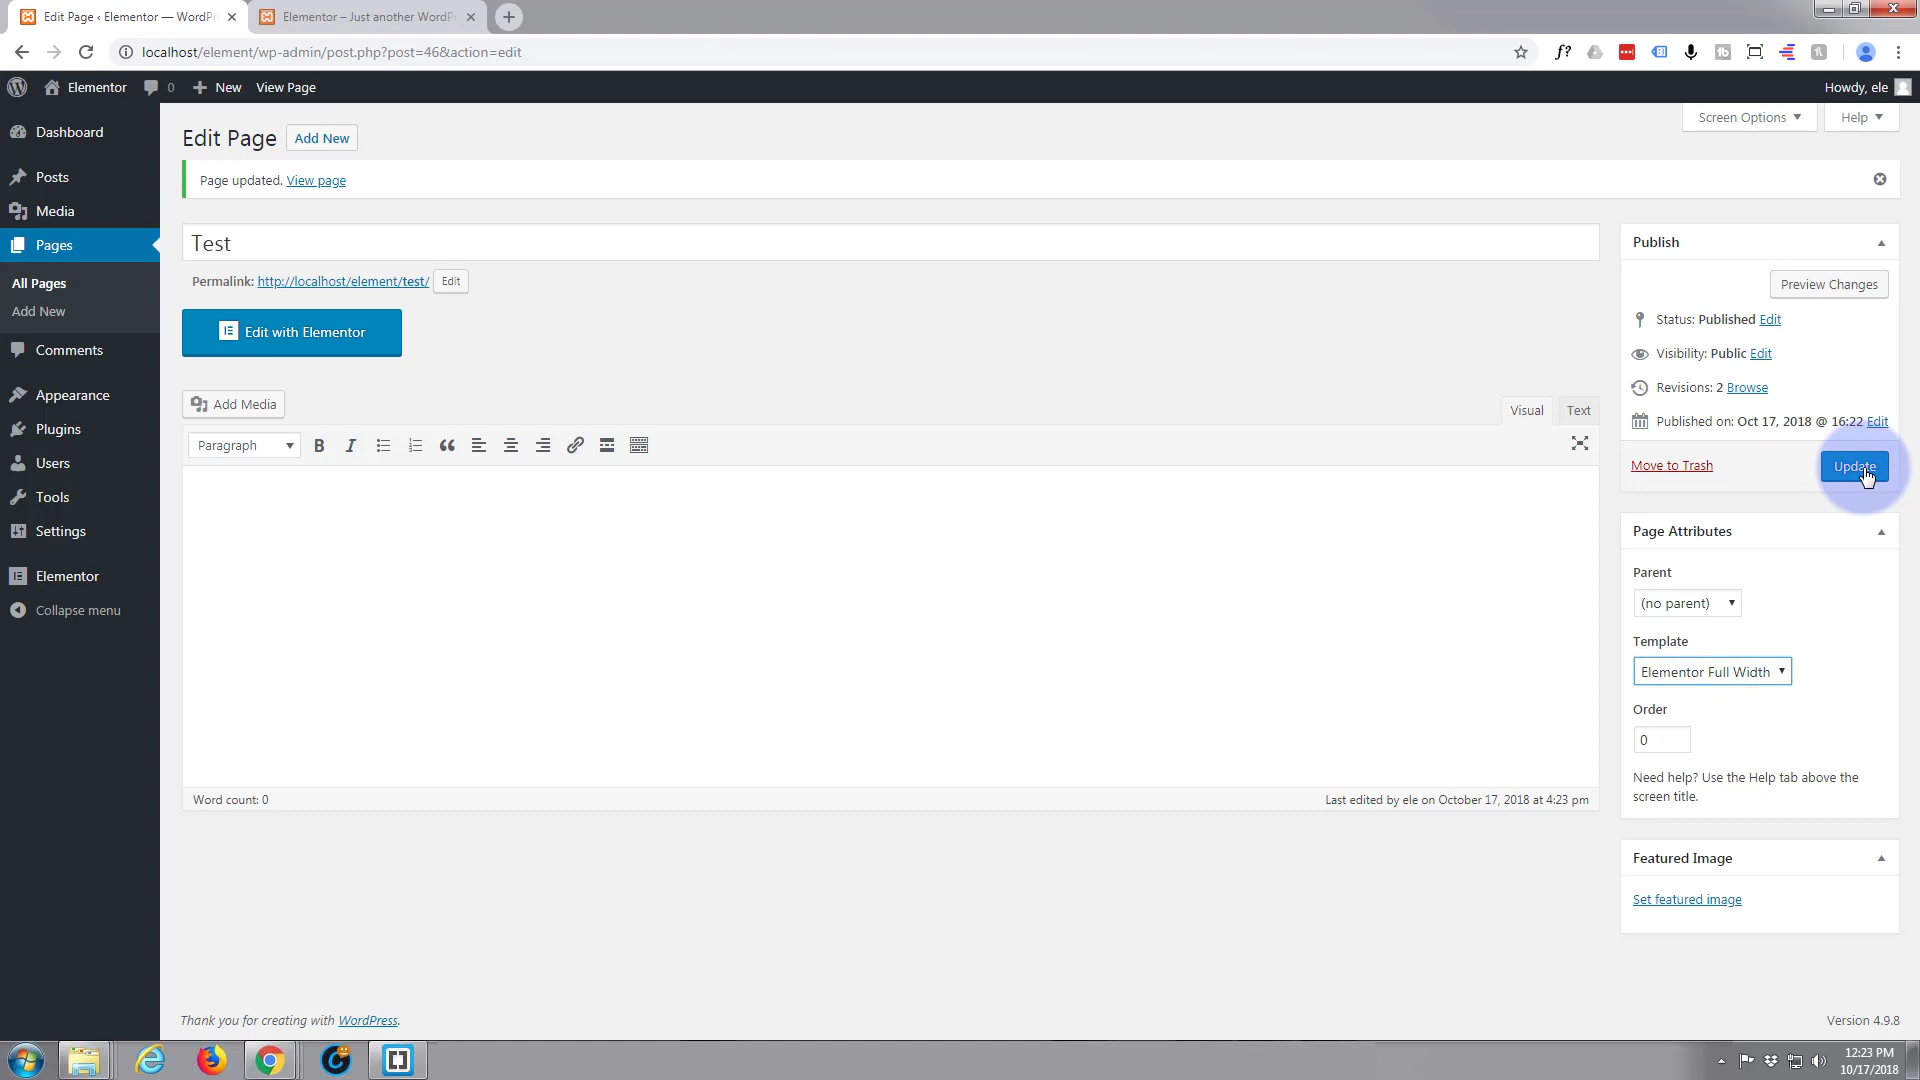 Edit Page ‹ Elementor — WordPr
Elementor – Just another WordP
localhost/element/wp-admin/post.php?post=46&action=edit
Elementor
0
New
View Page
Howdy, ele
Dashboard
Posts
Media
Pages
All Pages
Add New
Comments
Appearance
Plugins
Users
Tools
Settings
Elementor
Collapse menu
Screen Options
Help
Edit Page
Add New
Page updated. View page
Test
Permalink: http://localhost/element/test/ Edit
Edit with Elementor
Add Media
Visual
Text
Paragraph
B
I
Word count: 0
Last edited by ele on October 17, 2018 at 4:23 pm
Publish
Preview Changes
Status: Published Edit
Visibility: Public Edit
Revisions: 2 Browse
Published on: Oct 17, 2018 @ 16:22 Edit
Move to Trash
Update
Page Attributes
Parent
(no parent)
Template
Elementor Full Width
Order
0
Need help? Use the Help tab above the
screen title.
Featured Image
Set featured image
Thank you for creating with WordPress.
Version 4.9.8
12:23 PM
10/17/2018